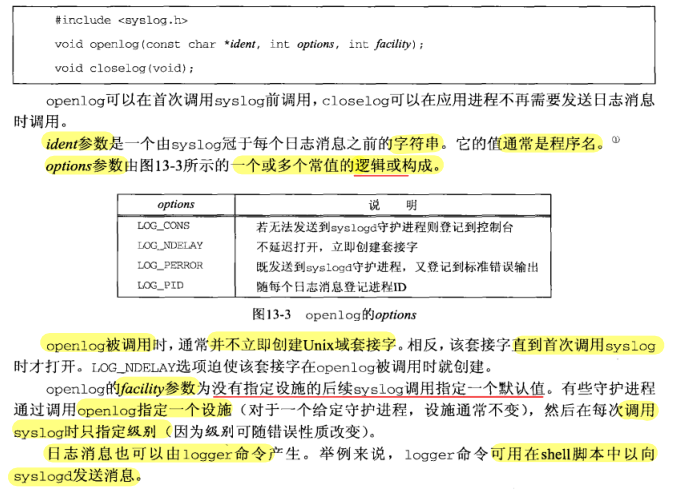 #include <syslog.h>
void openlog(const char *ident, int options, int facility);
void closelog(void);
openlog可以在首次调用syslog前调用，closelog可以在应用进程不再需要发送日志消息
时调用。
ident参数是一个由syslog冠于每个日志消息之前的字符串。它的值通常是程序名。①
options参数由图13-3所示的一个或多个常值的逻辑或构成。
options 说 明
LOG_CONS 若无法发送到syslogd守护进程则登记到控制台
LOG_NDELAY 不延迟打开，立即创建套接字
LOG_PERROR 既发送到syslogd守护进程，又登记到标准错误输出
LOG_PID 随每个日志消息登记进程ID
图13-3 openlog的options
openlog被调用时，通常并不立即创建Unix域套接字。相反，该套接字直到首次调用syslog
时才打开。LOG_NDELAY选项迫使该套接字在openlog被调用时就创建。
openlog的facility参数为没有指定设施的后续syslog调用指定一个默认值。有些守护进程
通过调用openlog指定一个设施（对于一个给定守护进程，设施通常不变），然后在每次调用
syslog时只指定级别（因为级别可随错误性质改变）。
日志消息也可以由logger命令产生。举例来说，logger命令可用在shell脚本中以向
syslogd发送消息。